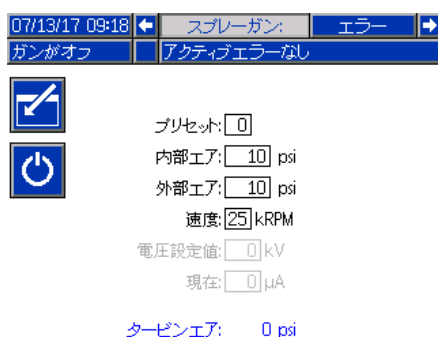 07/13/17 09:18 スプレーガン: エラー
ガンがオフ アクティブエラーなし
プリセット: 0
内部エア: 10 psi
外部エア: 10 psi
速度: 25 kRPM
電圧設定値: 0 kV
現在: 0 µA
タービンエア: 0 psi